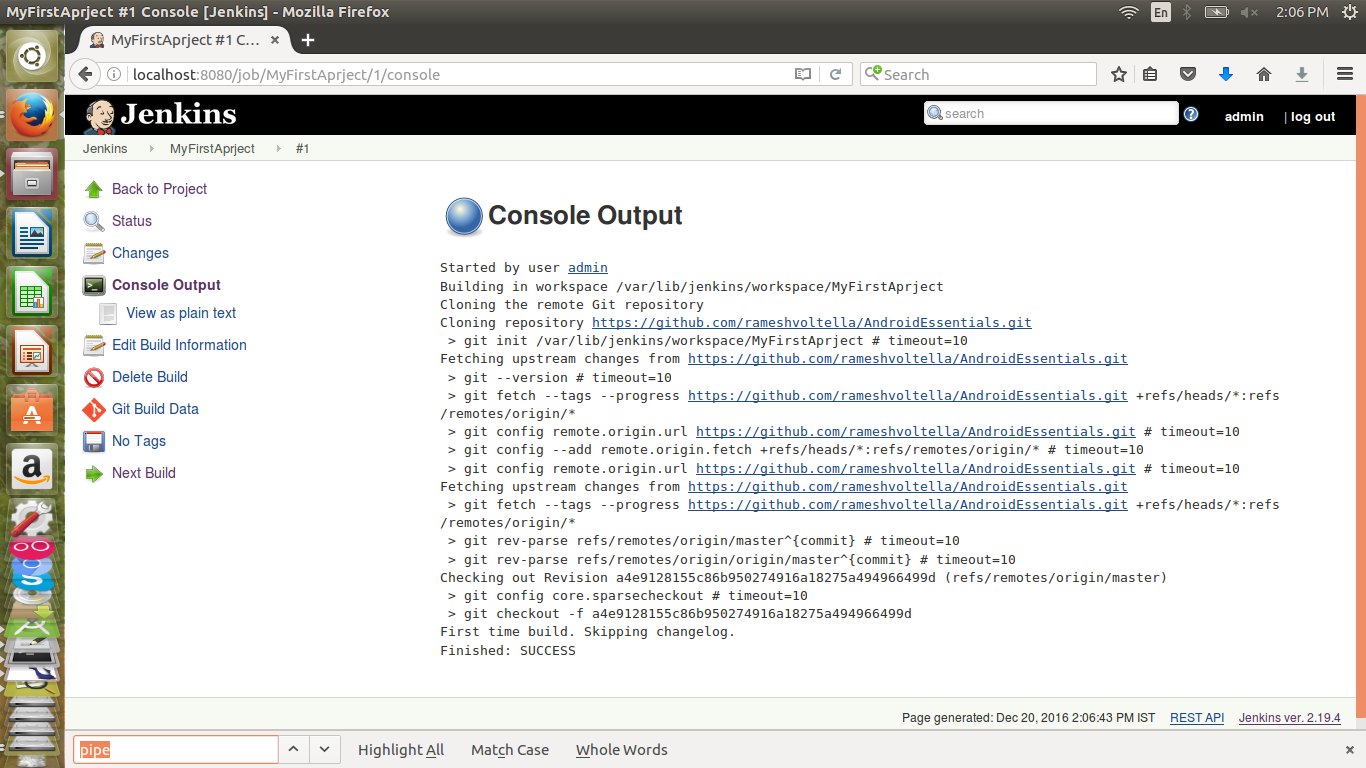 MyFirstAprject #1 Console [Jenkins] - Mozilla Firefox
En
2:06 PM
MyFirstAprject #1 C...
localhost:8080/job/MyFirstAprject/1/console
Search
Jenkins
search
admin
| log out
Jenkins
MyFirstAprject
#1
Back to Project
Status
Changes
Console Output
View as plain text
Edit Build Information
Delete Build
Git Build Data
No Tags
Next Build
Console Output
Started by user admin
Building in workspace /var/lib/jenkins/workspace/MyFirstAprject
Cloning the remote Git repository
Cloning repository https://github.com/rameshvoltella/AndroidEssentials.git
> git init /var/lib/jenkins/workspace/MyFirstAprject # timeout=10
Fetching upstream changes from https://github.com/rameshvoltella/AndroidEssentials.git
> git --version # timeout=10
> git fetch --tags --progress https://github.com/rameshvoltella/AndroidEssentials.git +refs/heads/*:refs
/remotes/origin/*
> git config remote.origin.url https://github.com/rameshvoltella/AndroidEssentials.git # timeout=10
> git config --add remote.origin.fetch +refs/heads/*:refs/remotes/origin/* # timeout=10
> git config remote.origin.url https://github.com/rameshvoltella/AndroidEssentials.git # timeout=10
Fetching upstream changes from https://github.com/rameshvoltella/AndroidEssentials.git
> git fetch --tags --progress https://github.com/rameshvoltella/AndroidEssentials.git +refs/heads/*:refs
/remotes/origin/*
> git rev-parse refs/remotes/origin/master^{commit} # timeout=10
> git rev-parse refs/remotes/origin/origin/master^{commit} # timeout=10
Checking out Revision a4e9128155c86b950274916a18275a494966499d (refs/remotes/origin/master)
> git config core.sparsecheckout # timeout=10
> git checkout -f a4e9128155c86b950274916a18275a494966499d
First time build. Skipping changelog.
Finished: SUCCESS
Page generated: Dec 20, 2016 2:06:43 PM IST
REST API
Jenkins ver. 2.19.4
pipe
Highlight All
Match Case
Whole Words